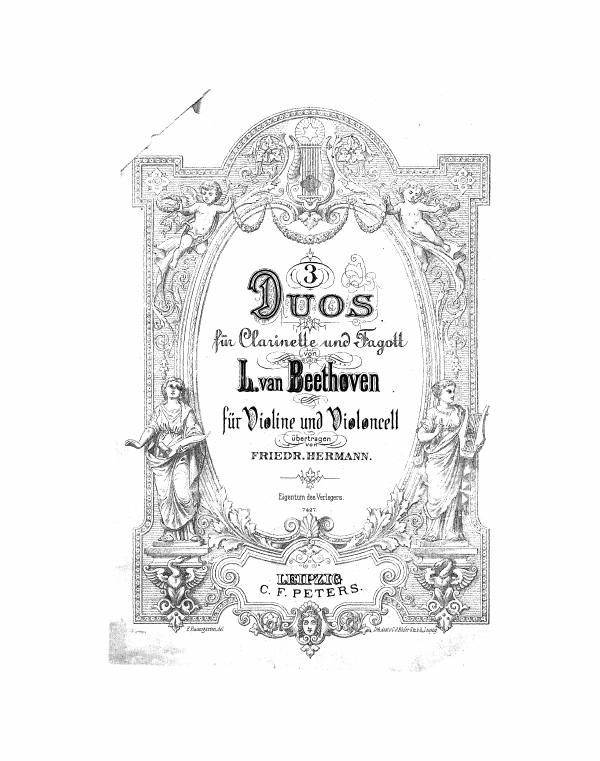 3
DUOS
für Clarinette und Fagott
von
L. van Beethoven
für Violine und Violoncell
übertragen
von
FRIEDR. HERMANN.
Eigentum des Verlegers.
7427.
LEIPZIG
C. F. PETERS.